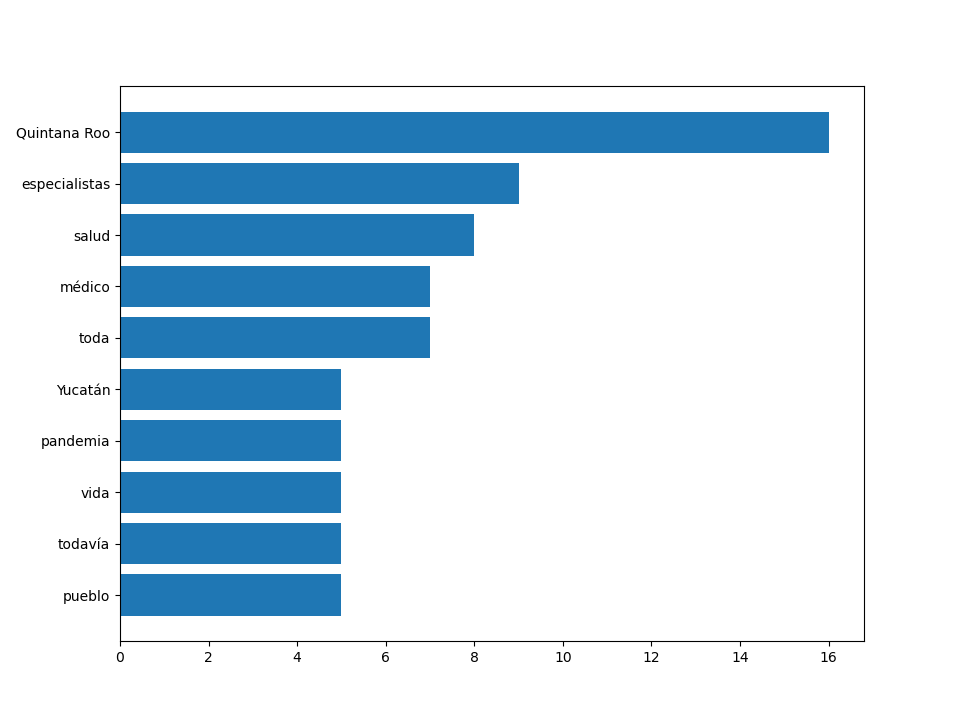 Quintana Roo
especialistas
salud
médico
toda
Yucatán
pandemia
vida
todavía
pueblo
0 2 4 6 8 10 12 14 16